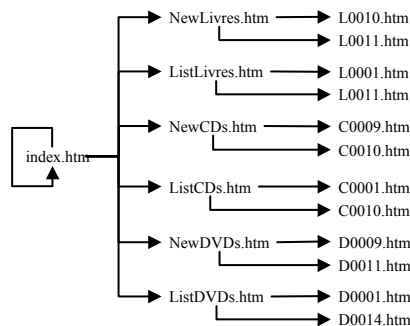 NewLivres.htm L0010.htm
L0011.htm
ListLivres.htm L0001.htm
L0011.htm
NewCDs.htm C0009.htm
index.htm C0010.htm
ListCDs.htm C0001.htm
C0010.htm
NewDVDs.htm D0009.htm
D0011.htm
ListDVDs.htm D0001.htm
D0014.htm